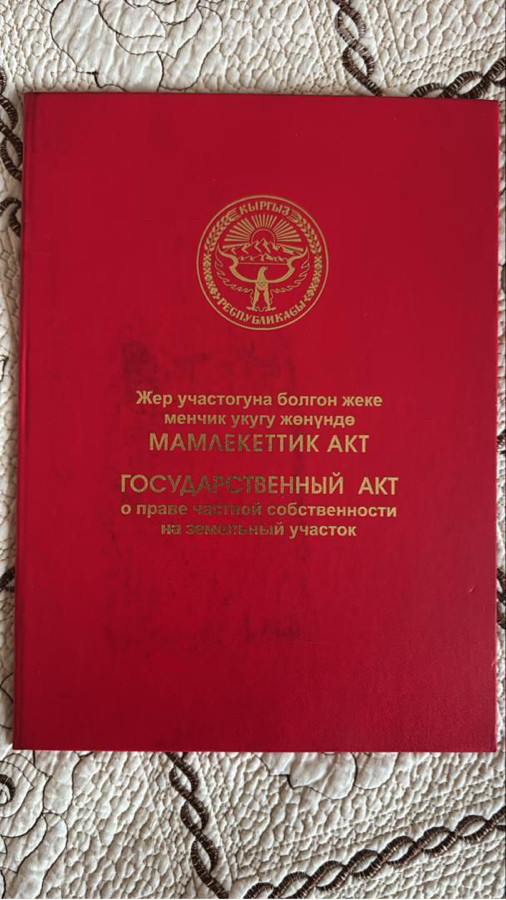 КЫРГЫЗ
РЕСПУБЛИКАСЫ
Жер участогуна болгон жеке
менчик укугу жөнүндө
МАМЛЕКЕТТИК АКТ
ГОСУДАРСТВЕННЫЙ АКТ
о праве частной собственности
на земельный участок